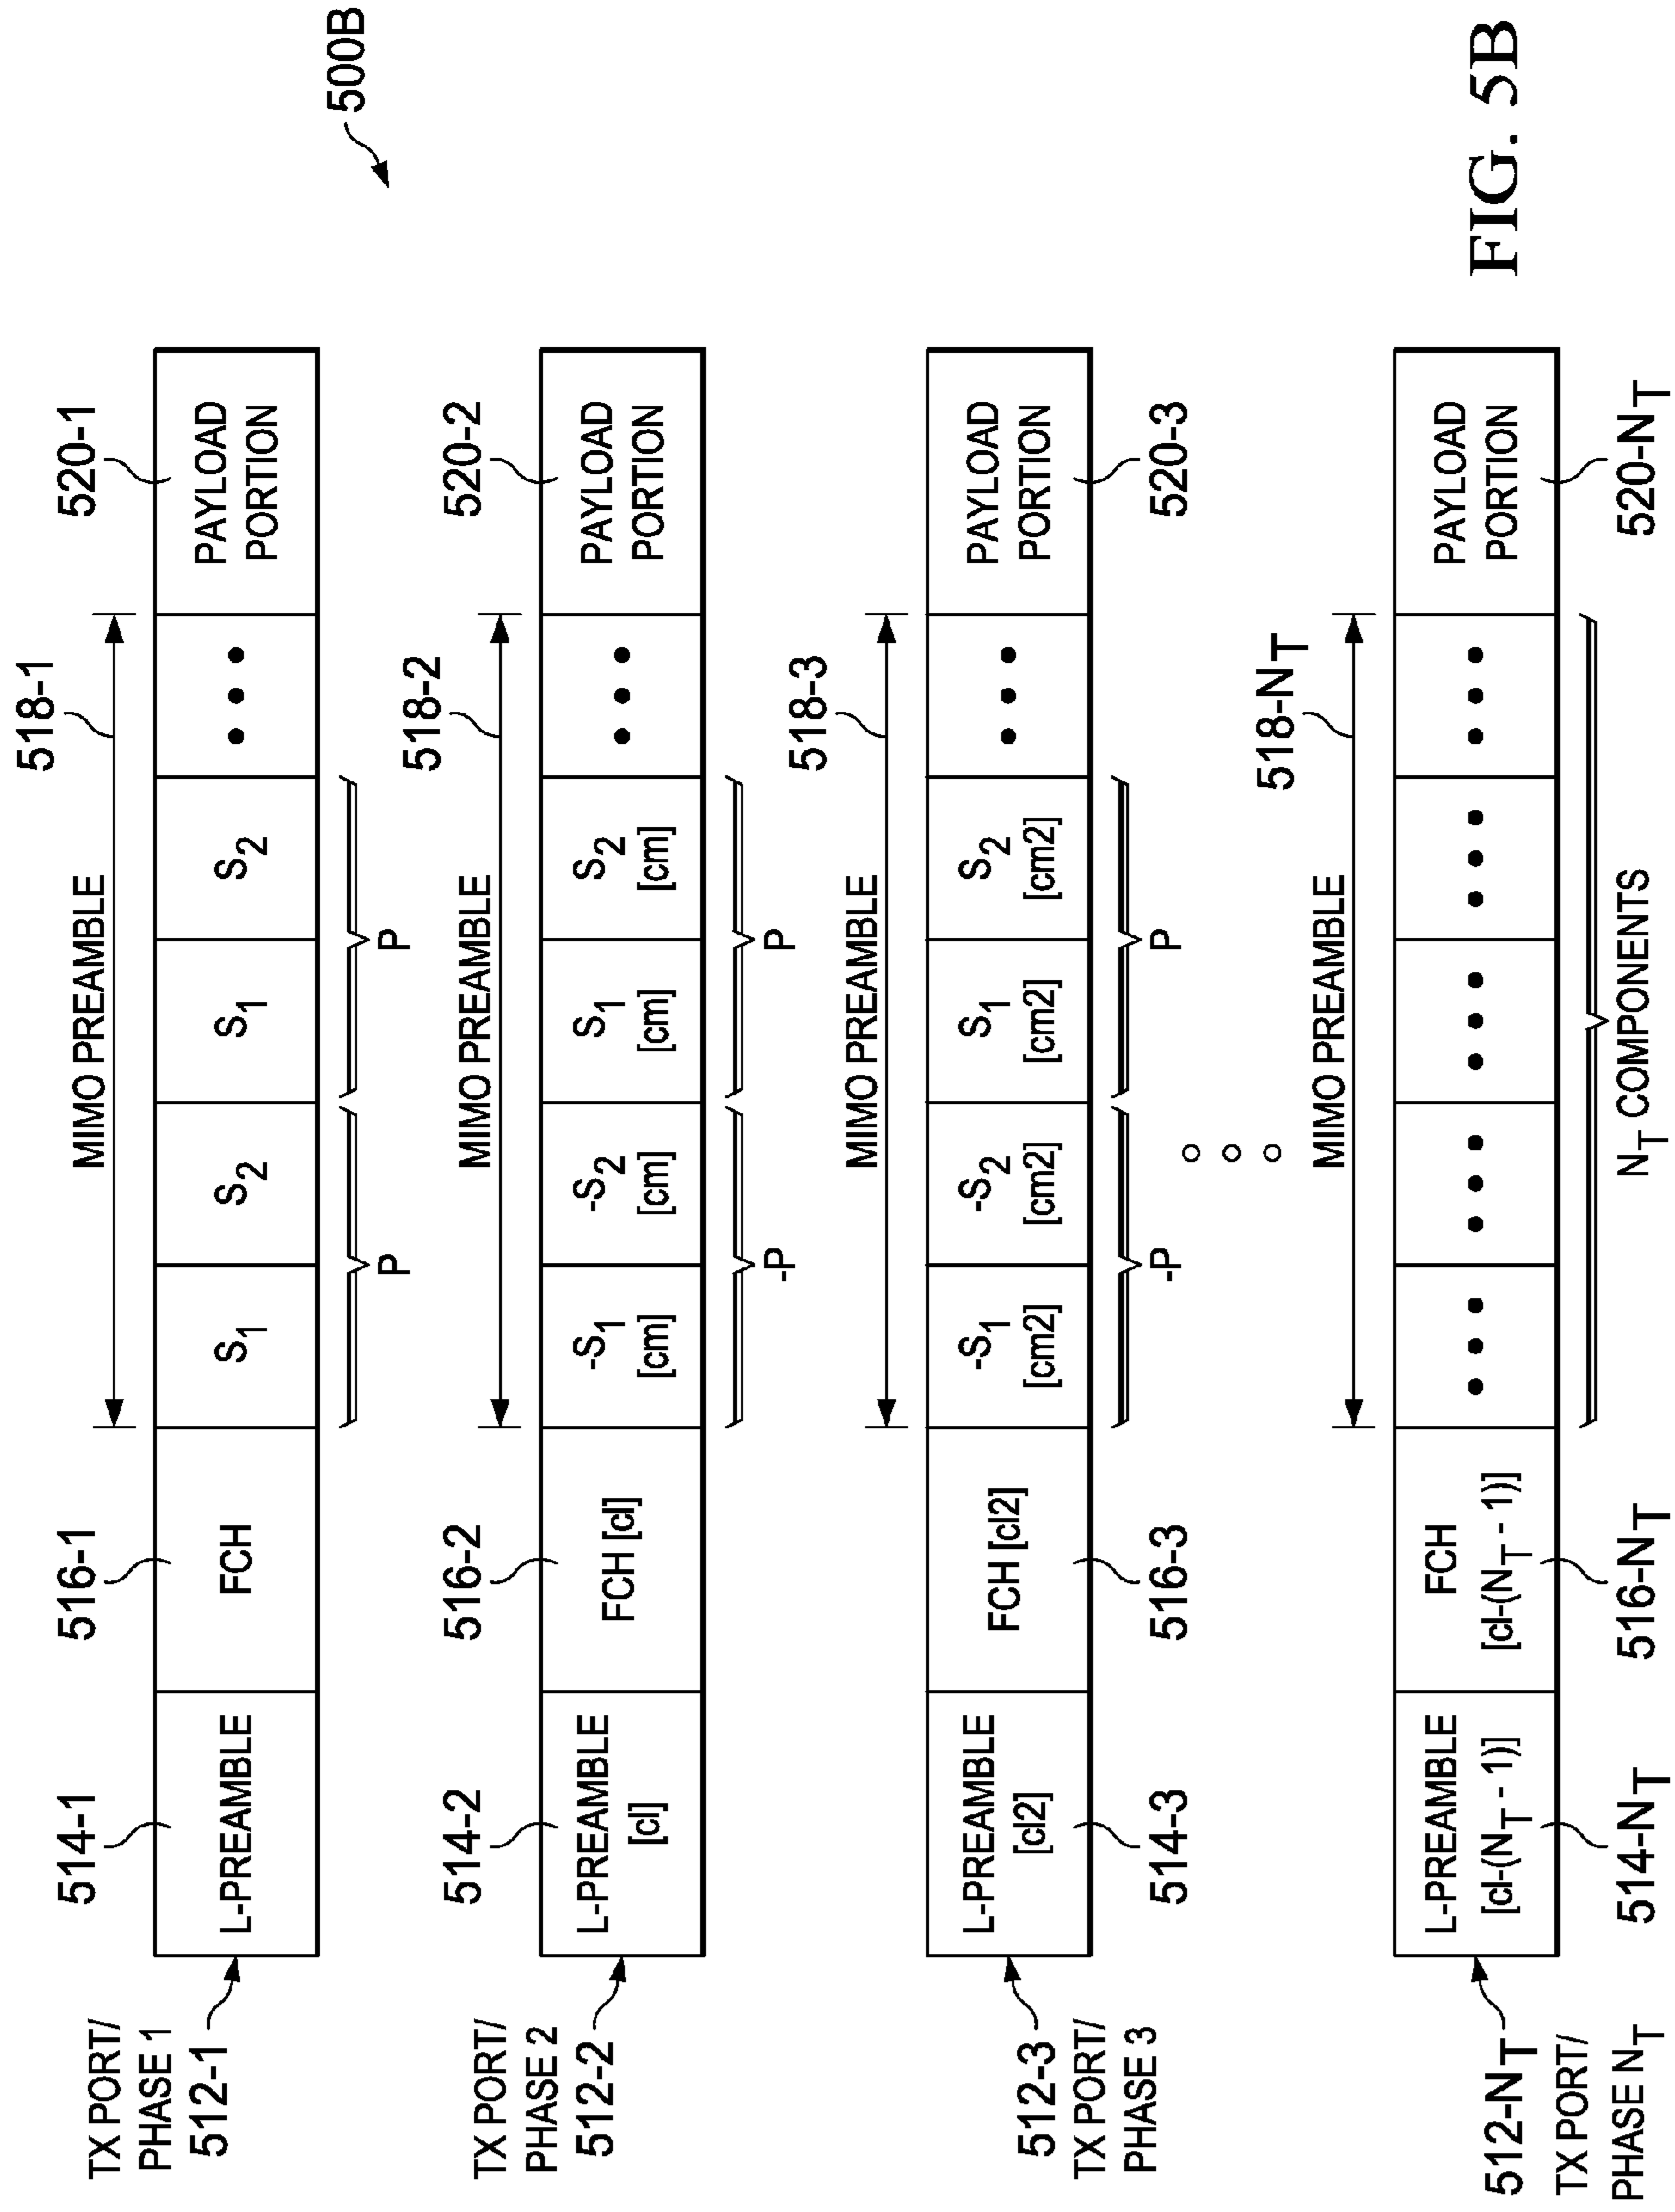 500B
TX PORT/
PHASE 1
512-1
514-1
516-1
518-1
520-1
MIMO PREAMBLE
L-PREAMBLE
FCH
S1
S2
S1
S2
PAYLOAD
PORTION
P
P
TX PORT/
PHASE 2
512-2
514-2
516-2
518-2
520-2
MIMO PREAMBLE
L-PREAMBLE
[cl]
FCH [cl]
-S1
[cm]
-S2
[cm]
S1
[cm]
S2
[cm]
PAYLOAD
PORTION
-P
P
518-3
MIMO PREAMBLE
L-PREAMBLE
[cl2]
FCH [cl2]
-S1
[cm2]
-S2
[cm2]
S1
[cm2]
S2
[cm2]
PAYLOAD
PORTION
512-3
TX PORT/
PHASE 3
514-3
516-3
520-3
-P
P
518-NT
MIMO PREAMBLE
L-PREAMBLE
[cl-(NT - 1)]
FCH
[cl-(NT - 1)]
PAYLOAD
PORTION
512-NT
TX PORT/
PHASE NT
514-NT
516-NT
NT COMPONENTS
520-NT
FIG. 5B